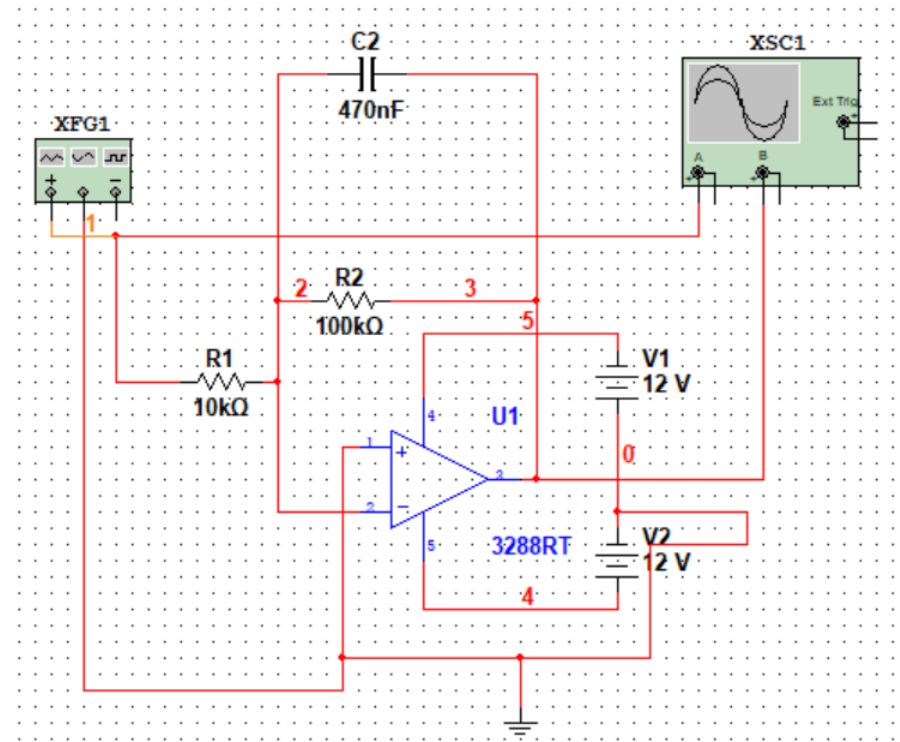 C2
470nF
XSC1
Ext Trig
A
B
XFG1
1
2
R2
100kΩ
3
5
R1
10kΩ
V1
12 V
4
U1
0
1
+
3
2
−
5
3288RT
V2
12 V
4